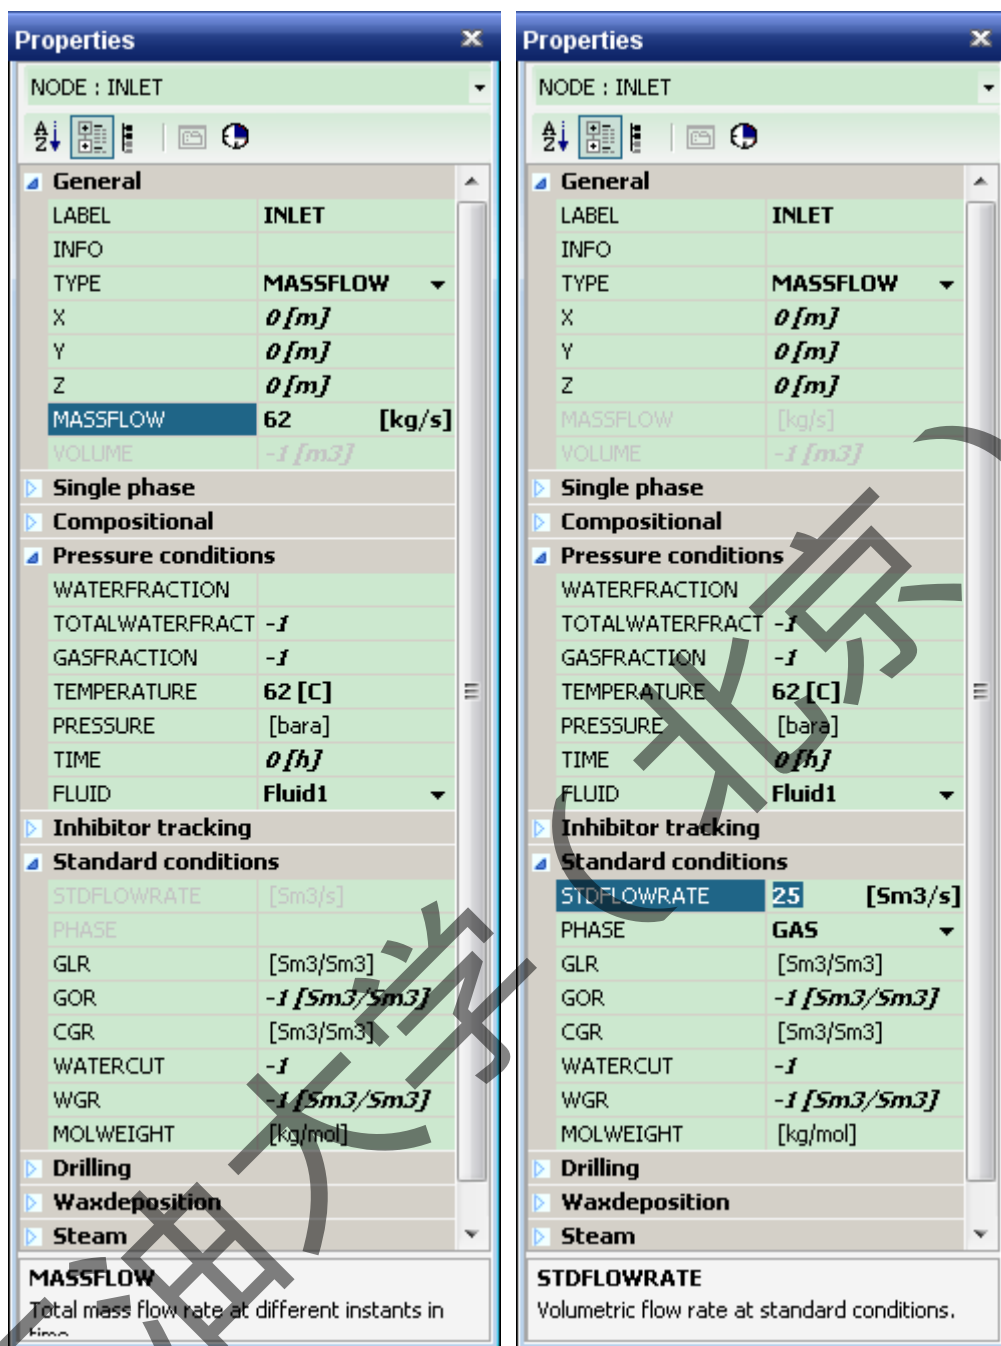 Properties
NODE : INLET
General
LABEL INLET
INFO
TYPE MASSFLOW
X 0 [m]
Y 0 [m]
Z 0 [m]
MASSFLOW 62 [kg/s]
VOLUME -1 [m3]
Single phase
Compositional
Pressure conditions
WATERFRACTION
TOTALWATERFRACT -1
GASFRACTION -1
TEMPERATURE 62 [C]
PRESSURE [bara]
TIME 0 [h]
FLUID Fluid1
Inhibitor tracking
Standard conditions
STDFLOWRATE [Sm3/s]
PHASE
GLR [Sm3/Sm3]
GOR -1 [Sm3/Sm3]
CGR [Sm3/Sm3]
WATERCUT -1
WGR -1 [Sm3/Sm3]
MOLWEIGHT [kg/mol]
Drilling
Waxdeposition
Steam
MASSFLOW
Total mass flow rate at different instants in
time
Properties
NODE : INLET
General
LABEL INLET
INFO
TYPE MASSFLOW
X 0 [m]
Y 0 [m]
Z 0 [m]
MASSFLOW [kg/s]
VOLUME -1 [m3]
Single phase
Compositional
Pressure conditions
WATERFRACTION
TOTALWATERFRACT -1
GASFRACTION -1
TEMPERATURE 62 [C]
PRESSURE [bara]
TIME 0 [h]
FLUID Fluid1
Inhibitor tracking
Standard conditions
STDFLOWRATE 25 [Sm3/s]
PHASE GAS
GLR [Sm3/Sm3]
GOR -1 [Sm3/Sm3]
CGR [Sm3/Sm3]
WATERCUT -1
WGR -1 [Sm3/Sm3]
MOLWEIGHT [kg/mol]
Drilling
Waxdeposition
Steam
STDFLOWRATE
Volumetric flow rate at standard conditions.
油大学（北京）